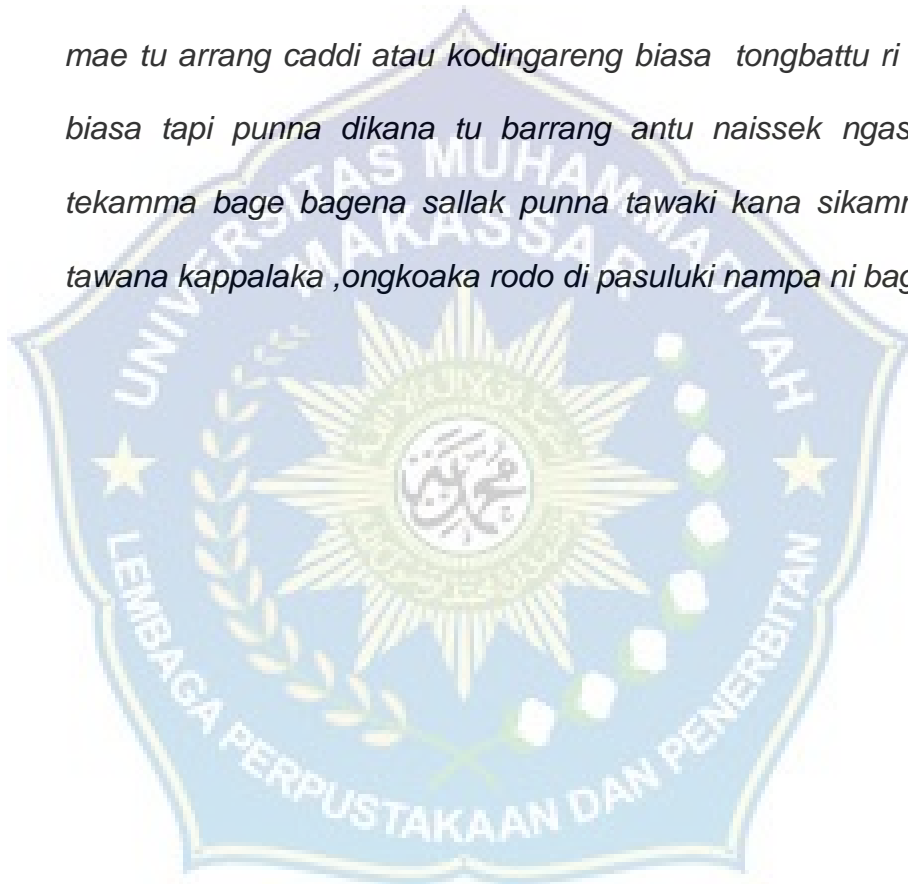 mae tu arrang caddi atau kodingareng biasa tongbattu ri
biasa tapi punna dikana tu barrang antu naissek ngas
tekamma bage bagena sallak punna tawaki kana sikamr
tawana kappalaka ,ongkoaka rodo di pasuluki nampa ni bag
UNIVERSITAS MUHAMMADIYAH
MAKASSAR
LEMBAGA PERPUSTAKAAN DAN PENERBITAN